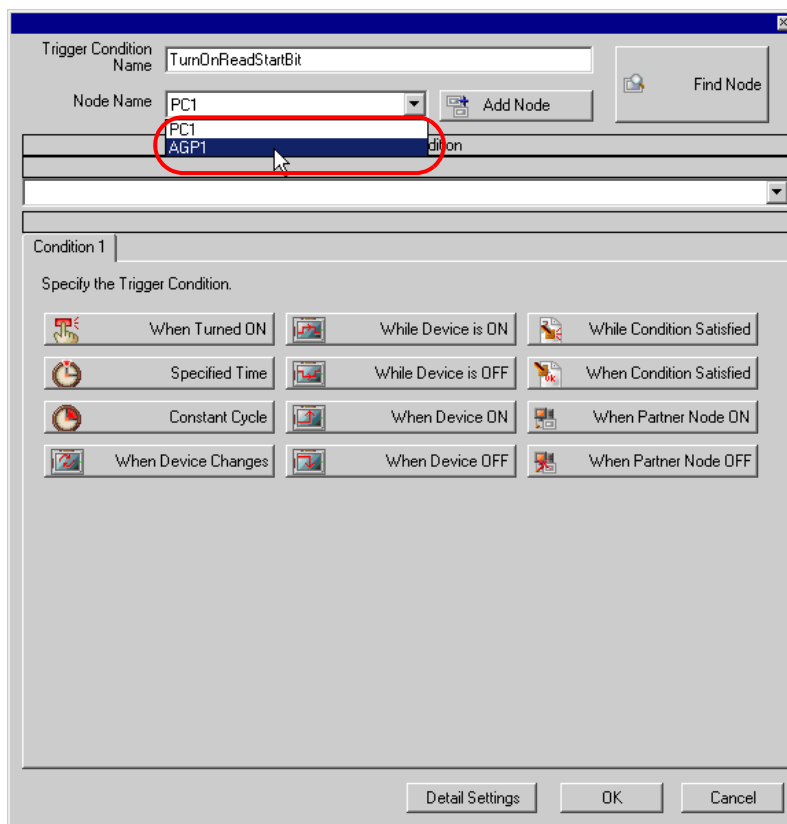 Trigger Condition
Name
TurnOnReadStartBit
Find Node
Node Name
PC1
Add Node
PC1
AGP1
dition
Condition 1
Specify the Trigger Condition.
When Turned ON
While Device is ON
While Condition Satisfied
Specified Time
While Device is OFF
When Condition Satisfied
Constant Cycle
When Device ON
When Partner Node ON
When Device Changes
When Device OFF
When Partner Node OFF
Detail Settings
OK
Cancel